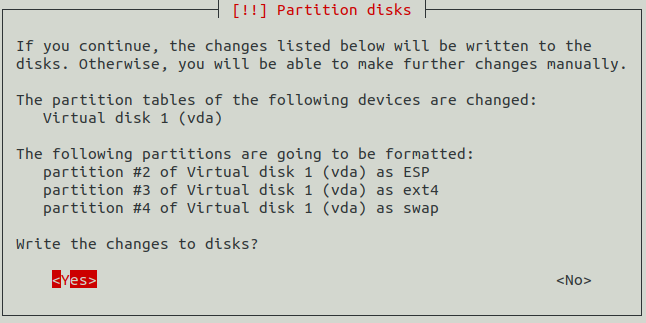 [!!] Partition disks
If you continue, the changes listed below will be written to the
disks. Otherwise, you will be able to make further changes manually.
The partition tables of the following devices are changed:
Virtual disk 1 (vda)
The following partitions are going to be formatted:
partition #2 of Virtual disk 1 (vda) as ESP
partition #3 of Virtual disk 1 (vda) as ext4
partition #4 of Virtual disk 1 (vda) as swap
Write the changes to disks?
<Yes> <No>